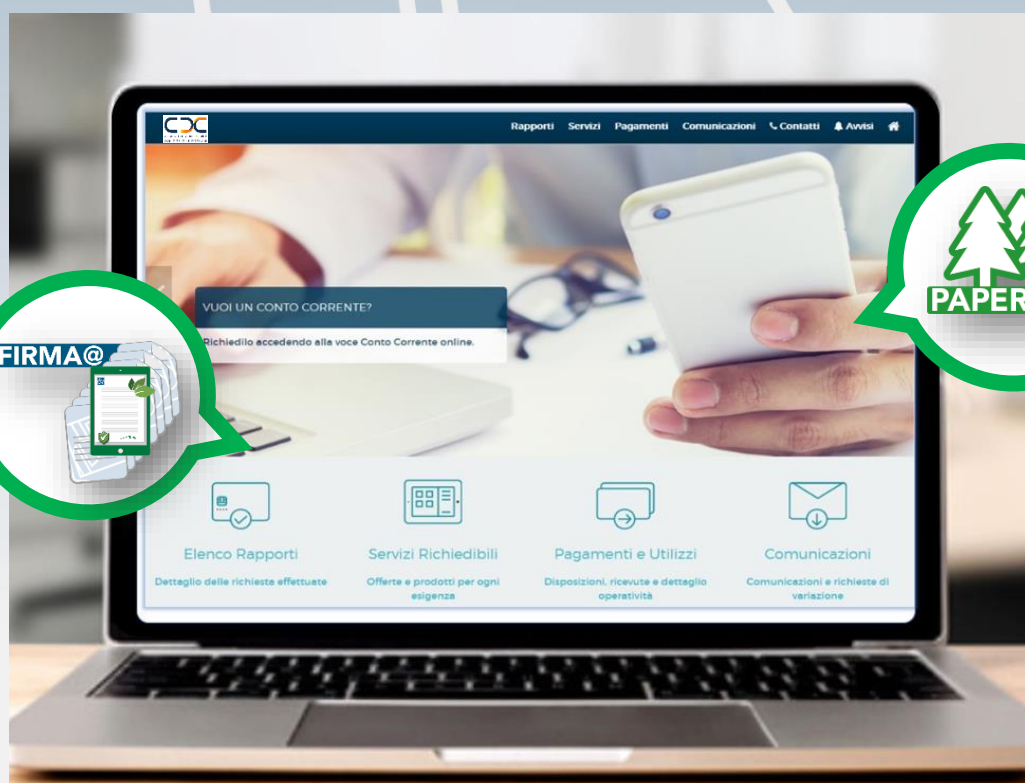 CDC
Rapporti Servizi Pagamenti Comunicazioni Contatti Avvisi
VUOI UN CONTO CORRENTE?
Richiedilo accedendo alla voce Conto Corrente online.
FIRMA@
PAPER
Elenco Rapporti
Dettaglio delle richiesta effettuate
Servizi Richiedibili
Offerte e prodotti per ogni
esigenza
Pagamenti e Utilizzi
Disposizioni, ricevute e dettaglio
operatività
Comunicazioni
Comunicazioni e richieste di
variazione